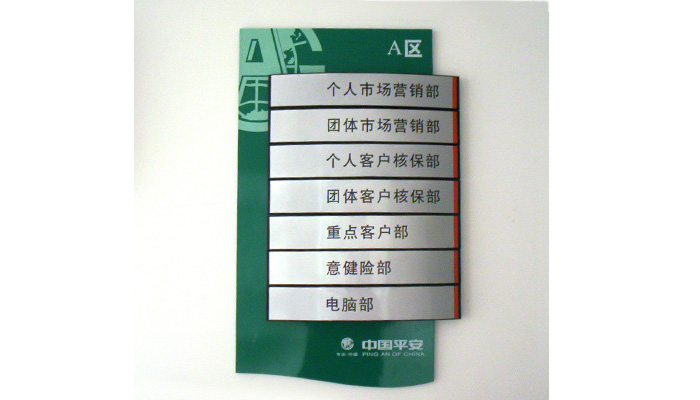 A区
个人市场营销部
团体市场营销部
个人客户核保部
团体客户核保部
重点客户部
意健险部
电脑部
中国平安
PING AN OF CHINA